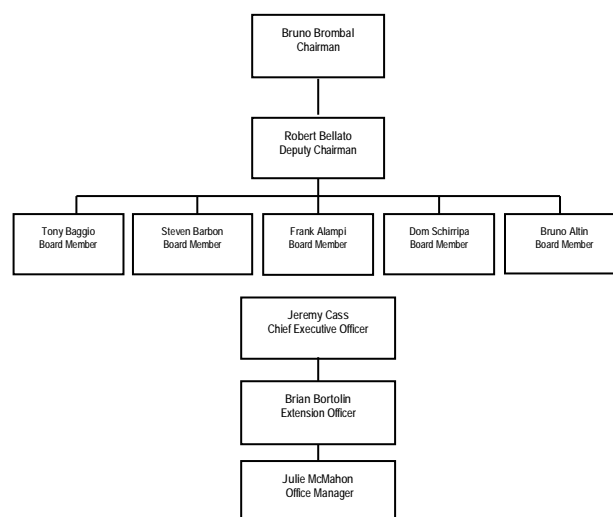 Bruno Brombal
Chairman
Robert Bellato
Deputy Chairman
Tony Baggio
Board Member
Steven Barbon
Board Member
Frank Alampi
Board Member
Dom Schirripa
Board Member
Bruno Altin
Board Member
Jeremy Cass
Chief Executive Officer
Brian Bortolin
Extension Officer
Julie McMahon
Office Manager